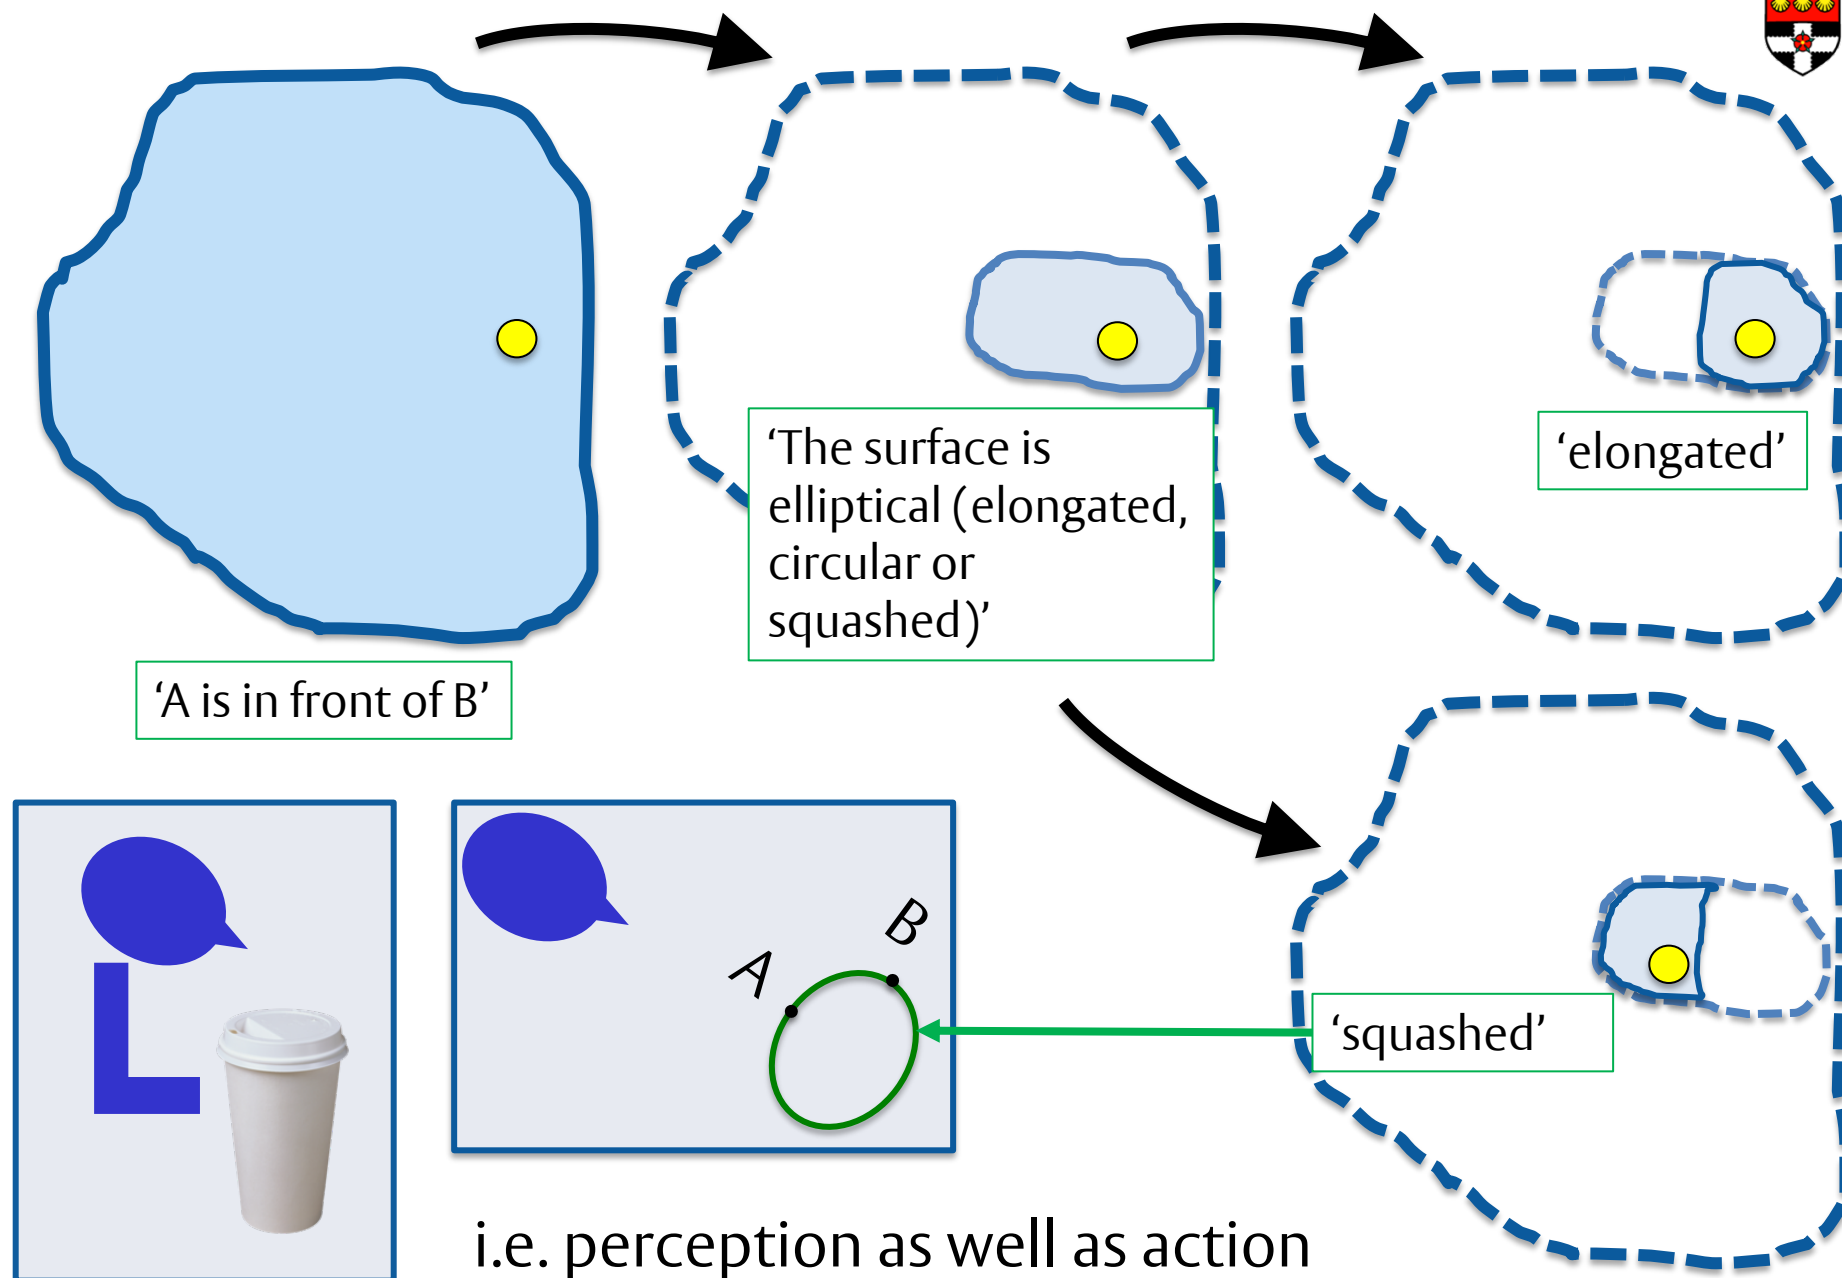 ‘The surface is
elliptical (elongated,
circular or
squashed)’
‘elongated’
‘A is in front of B’
A
B
‘squashed’
i.e. perception as well as action